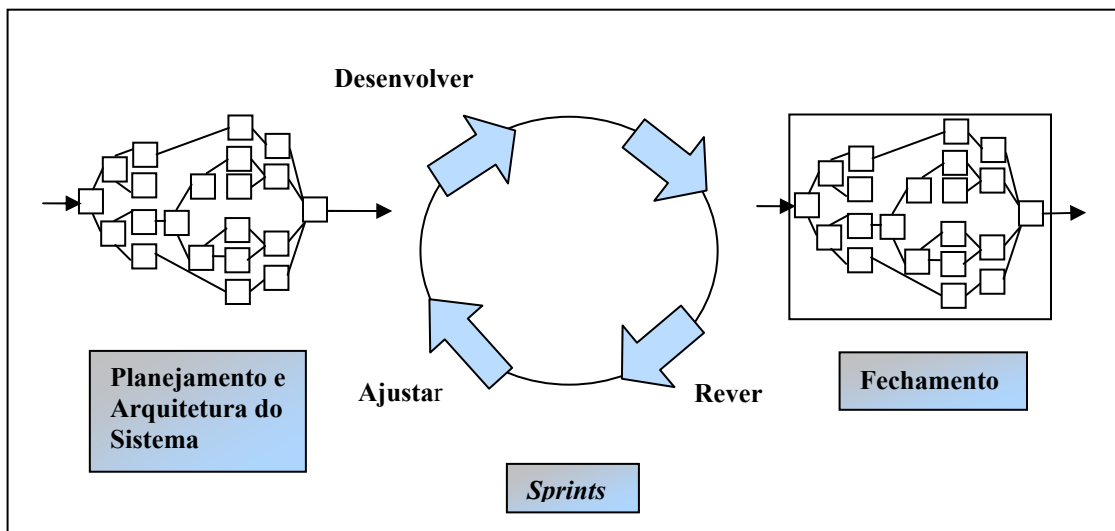 Desenvolver
Planejamento e
Arquitetura do
Sistema
Ajustar
Rever
Fechamento
Sprints